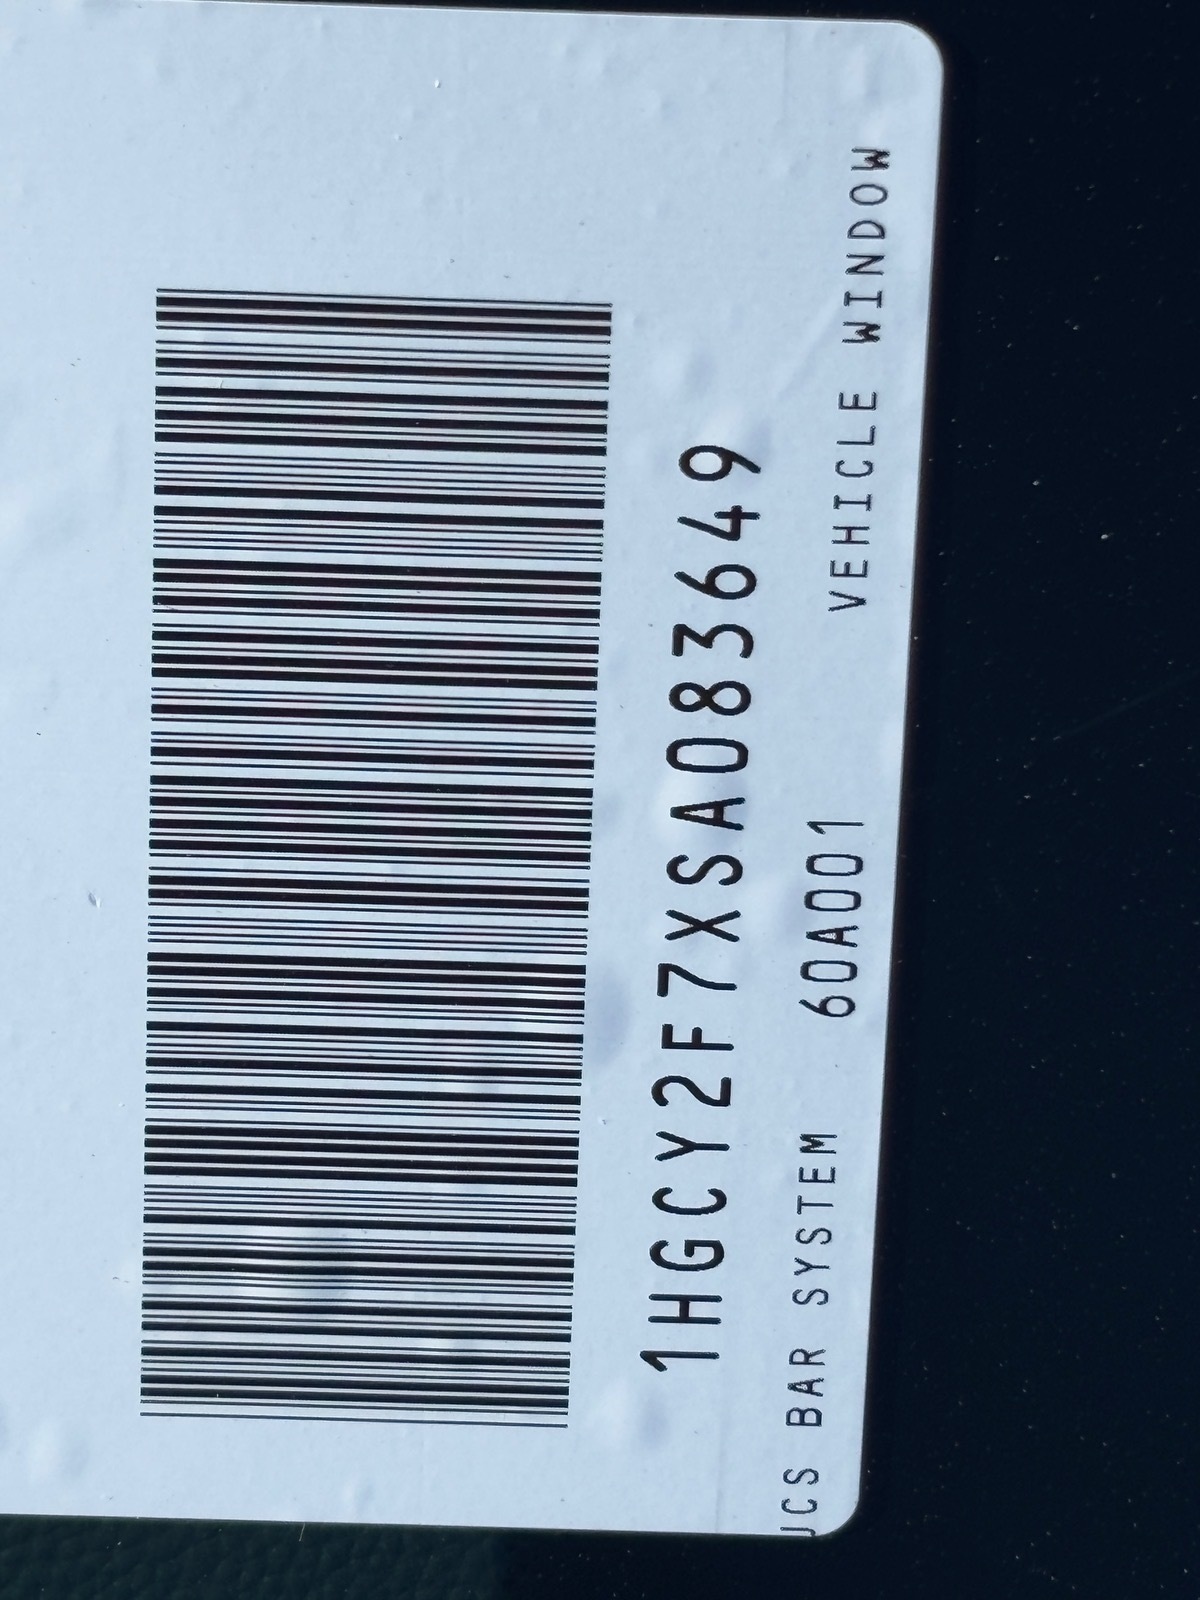 1HGCY2F7XSA083649
JCS BAR SYSTEM 60A001 VEHICLE WINDOW